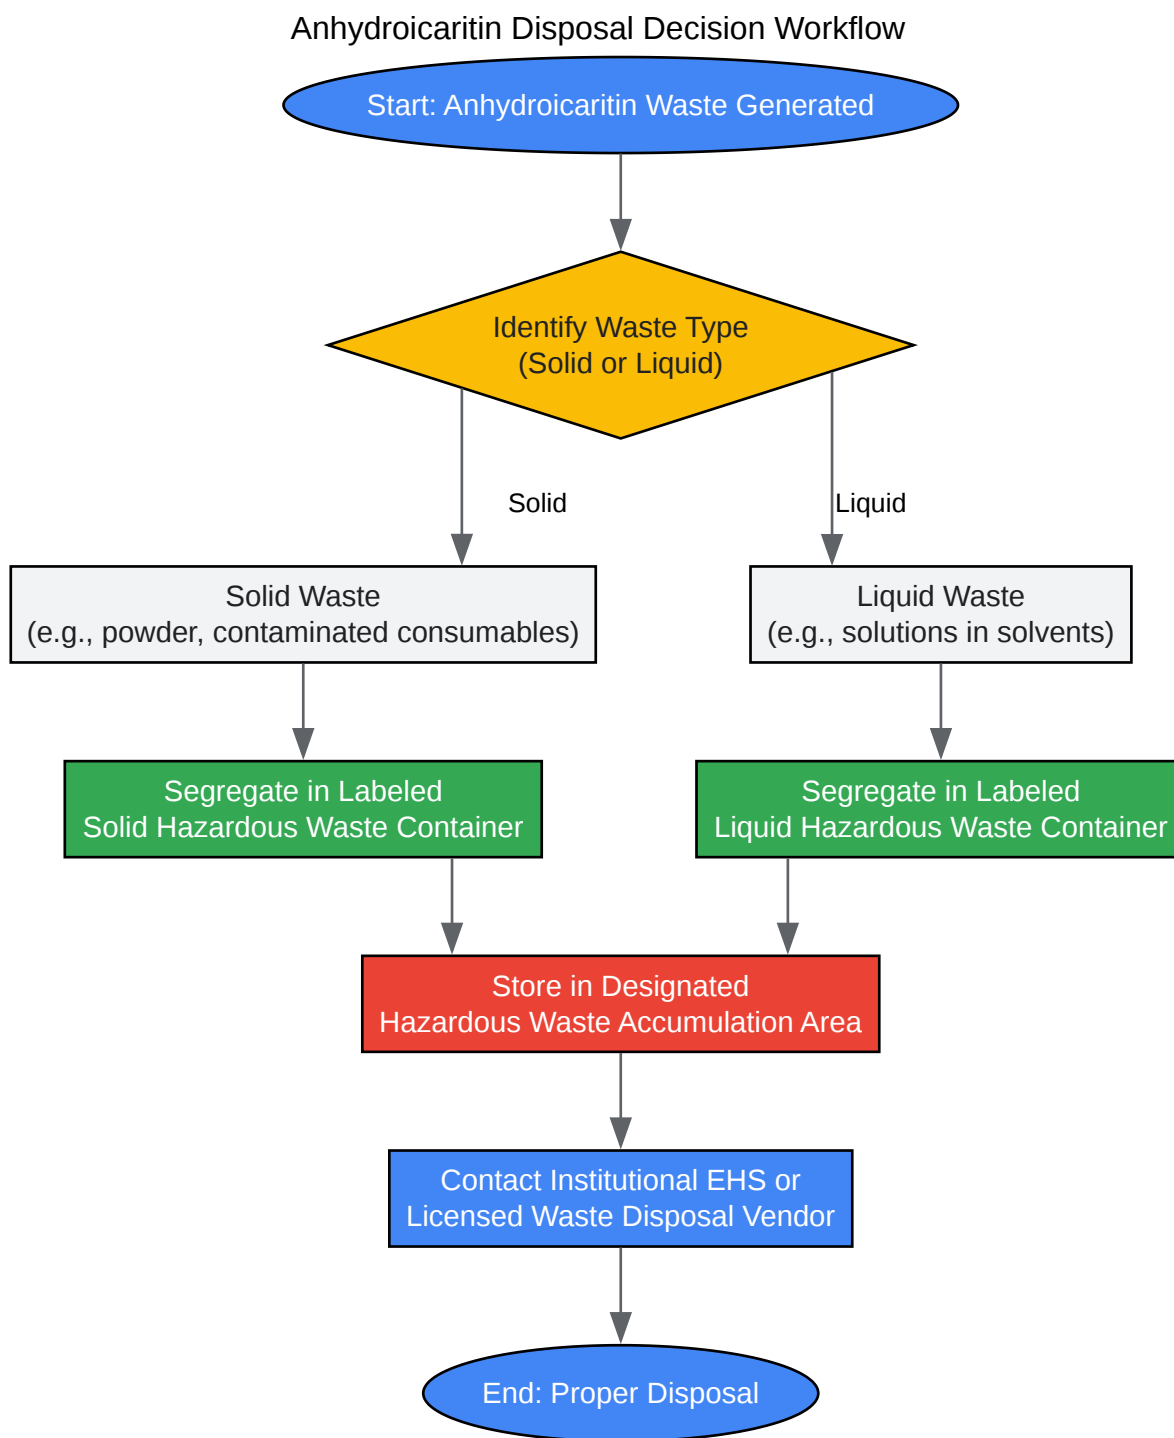 Anhydroicaritin Disposal Decision Workflow
Start: Anhydroicaritin Waste Generated
Identify Waste Type
(Solid or Liquid)
Solid
Liquid
Solid Waste
(e.g., powder, contaminated consumables)
Liquid Waste
(e.g., solutions in solvents)
Segregate in Labeled
Solid Hazardous Waste Container
Segregate in Labeled
Liquid Hazardous Waste Container
Store in Designated
Hazardous Waste Accumulation Area
Contact Institutional EHS or
Licensed Waste Disposal Vendor
End: Proper Disposal